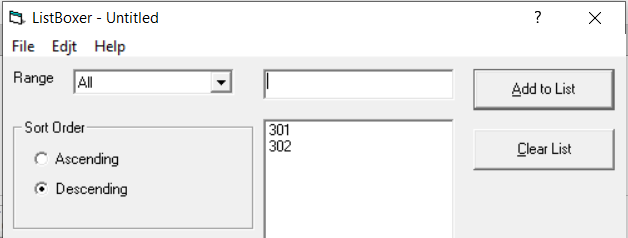 ListBoxer - Untitled
File Edjt Help
Range All Add to List
Sort Order
Ascending
Descending
301
302
Clear List